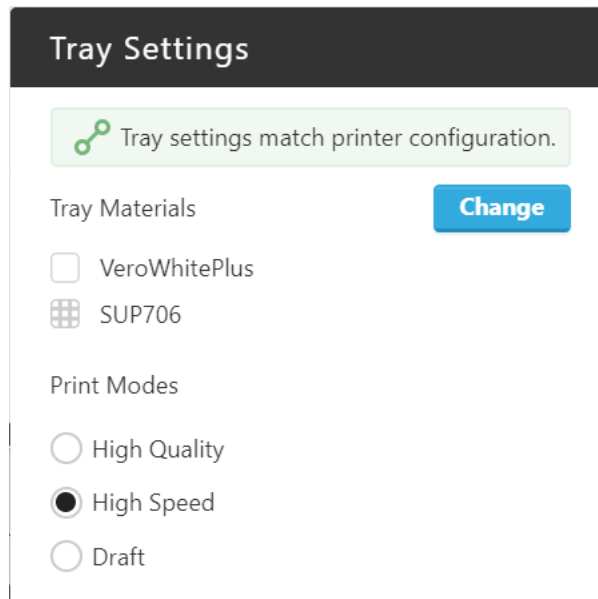 Tray Settings
Tray settings match printer configuration.
Tray Materials
Change
VeroWhitePlus
SUP706
Print Modes
High Quality
High Speed
Draft